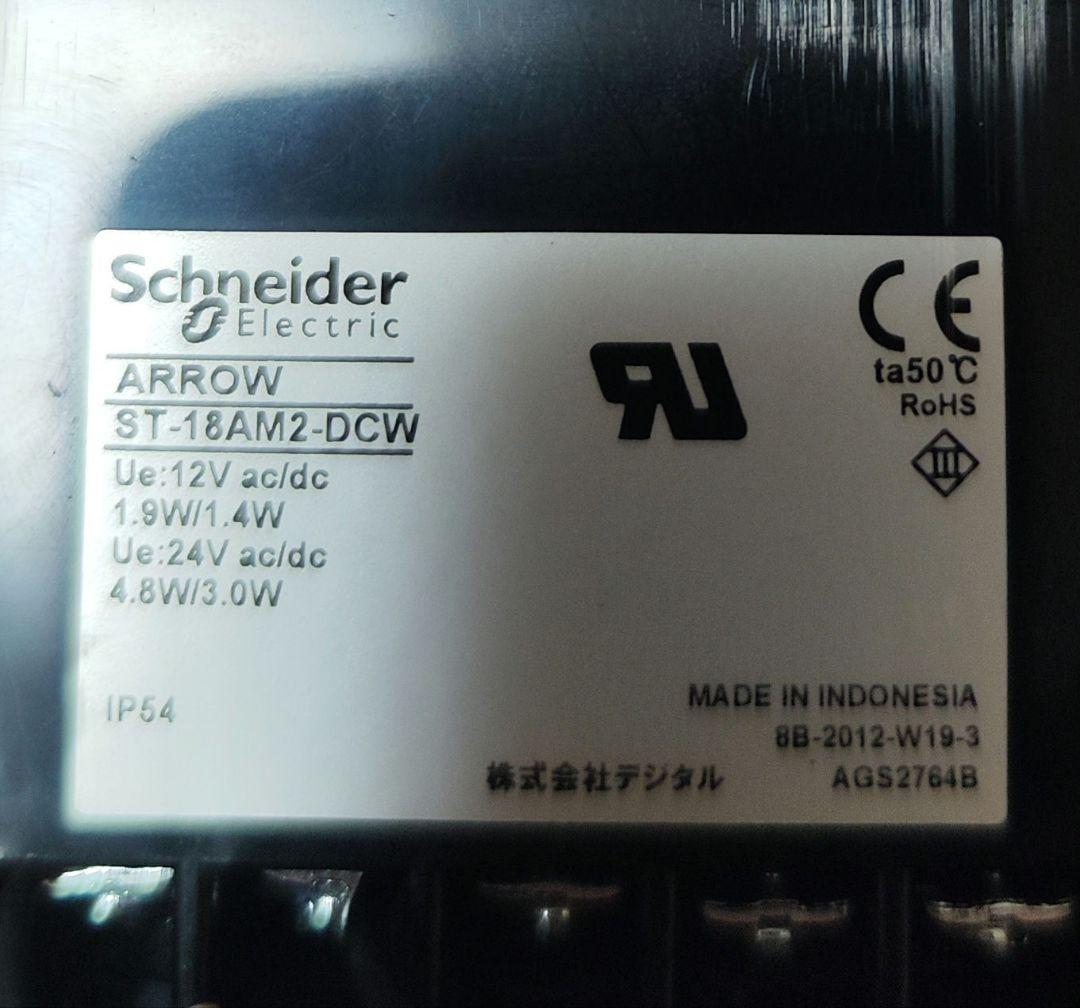 Schneider
Electric
ARROW
ST-18AM2-DCW
Ue:12V ac/dc
1.9W/1.4W
Ue:24V ac/dc
4.8W/3.0W
IP54
CE
ta50℃
RoHS
III
MADE IN INDONESIA
8B-2012-W19-3
株式会社デジタル AGS2764B